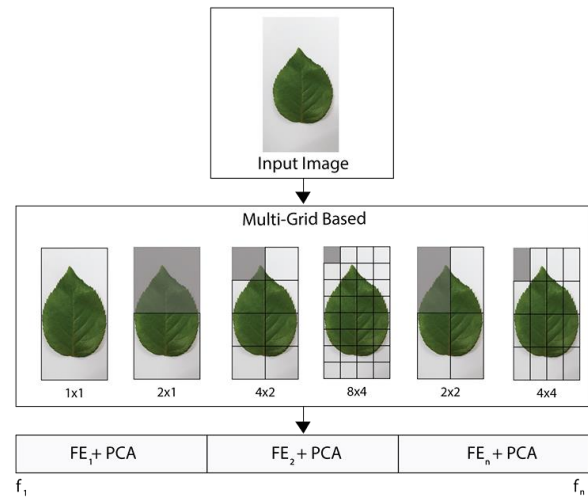 Input Image
Multi-Grid Based
1x1 2x1 4x2 8x4 2x2 4x4
FE1+ PCA FE2+ PCA FEn+ PCA
f1 fn